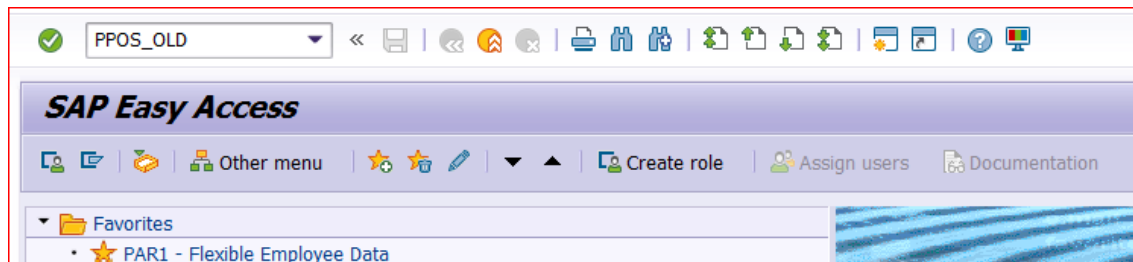 PPOS_OLD
SAP Easy Access
Other menu Create role Assign users Documentation
Favorites
PAR1 - Flexible Employee Data